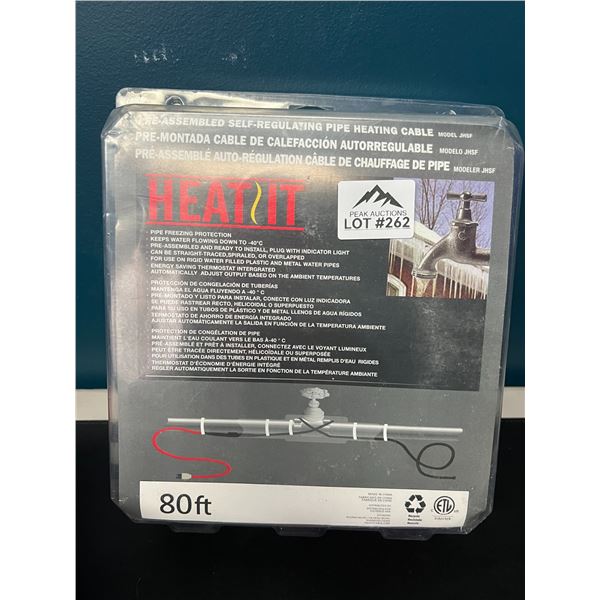 PRE-ASSEMBLED SELF-REGULATING PIPE HEATING CABLE MODEL JHSF
PRE-MONTADA CABLE DE CALEFACCIÓN AUTORREGULABLE MODELO JHSF
PRÉ-ASSEMBLÉ AUTO-RÉGULATION CÂBLE DE CHAUFFAGE DE PIPE MODELER JHSF
HEAT IT
PEAK AUCTIONS
LOT #262
PIPE FREEZING PROTECTION
KEEPS WATER FLOWING DOWN TO -40°C
PRE-ASSEMBLED AND READY TO INSTALL, PLUG WITH INDICATOR LIGHT
CAN BE STRAIGHT-TRACED,SPIRALED, OR OVERLAPPED
FOR USE ON RIGID WATER FILLED PLASTIC AND METAL WATER PIPES
ENERGY SAVING THERMOSTAT INTERGRATED
AUTOMATICALLY ADJUST OUTPUT BASED ON THE AMBIENT TEMPERATURES
PROTECCIÓN DE CONGELACIÓN DE TUBERÍAS
MANTENGA EL AGUA FLUYENDO A -40 ° C
PRE-MONTADO Y LISTO PARA INSTALAR, CONECTE CON LUZ INDICADORA
SE PUEDE RASTREAR RECTO, HELICOIDAL O SUPERPUESTO
PARA SU USO EN TUBOS DE PLÁSTICO Y DE METAL LLENOS DE AGUA RÍGIDOS
TERMOSTATO DE AHORRO DE ENERGÍA INTEGRADO
AJUSTAR AUTOMÁTICAMENTE LA SALIDA EN FUNCIÓN DE LA TEMPERATURA AMBIENTE
PROTECTION DE CONGÉLATION DE PIPE
MAINTIENT L'EAU COULANT VERS LE BAS À-40 ° C
PRÉ-ASSEMBLÉ ET PRÊT À INSTALLER, CONNECTEZ AVEC LE VOYANT LUMINEUX
PEUT ÊTRE TRACÉE DIRECTEMENT, HÉLICOÏDALE OU SUPERPOSÉE
POUR UTILISATION DANS DES TUBES EN PLASTIQUE ET EN MÉTAL REMPLIS D'EAU RIGIDES
THERMOSTAT D'ÉCONOMIE D'ÉNERGIE INTÉGRÉ
RÉGLER AUTOMATIQUEMENT LA SORTIE EN FONCTION DE LA TEMPÉRATURE AMBIANTE
80ft
ETL